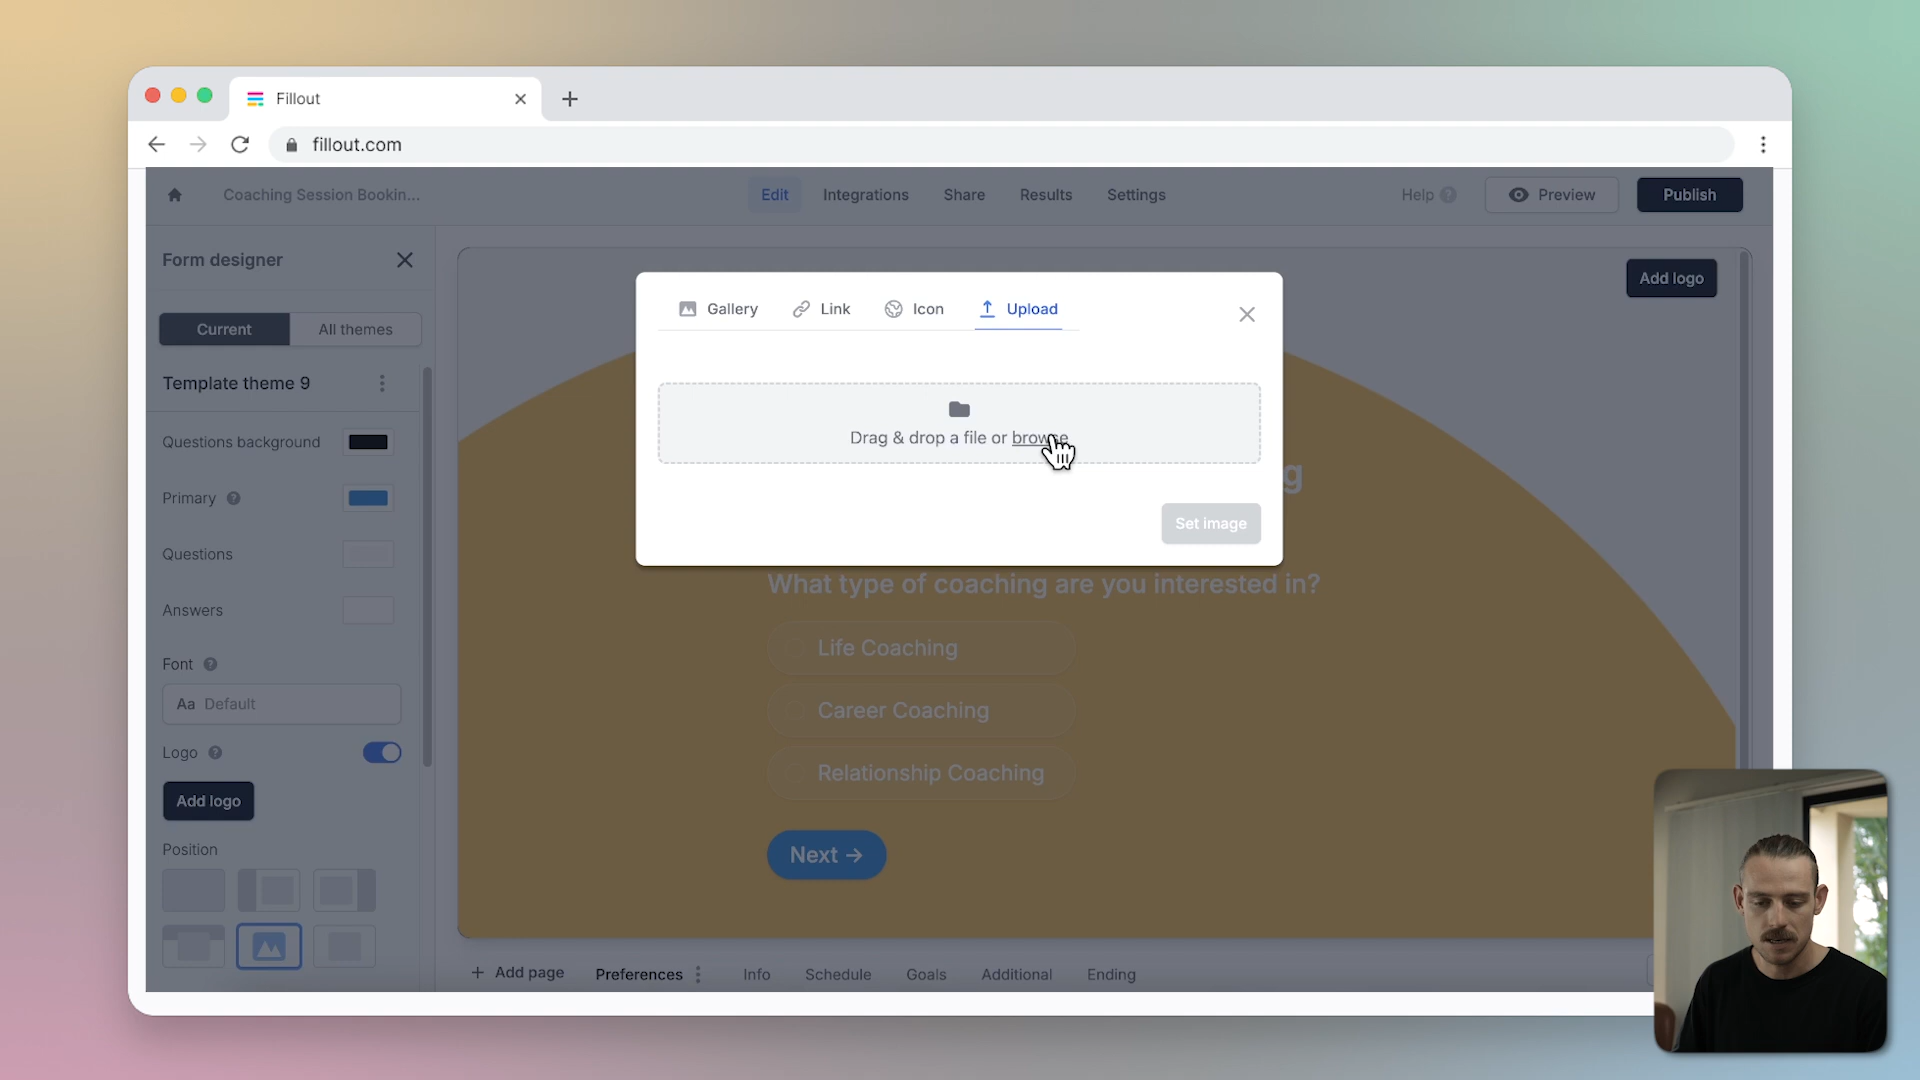 Fillout
fillout.com
Coaching Session Bookin...
Edit
Integrations
Share
Results
Settings
Help
Preview
Publish
Form designer
Current
All themes
Template theme 9
Questions background
Primary
Questions
Answers
Font
Aa Default
Logo
Add logo
Position
Add logo
Gallery
Link
Icon
Upload
Drag & drop a file or browse
Set image
g
What type of coaching are you interested in?
Life Coaching
Career Coaching
Relationship Coaching
Next →
+ Add page
Preferences
Info
Schedule
Goals
Additional
Ending